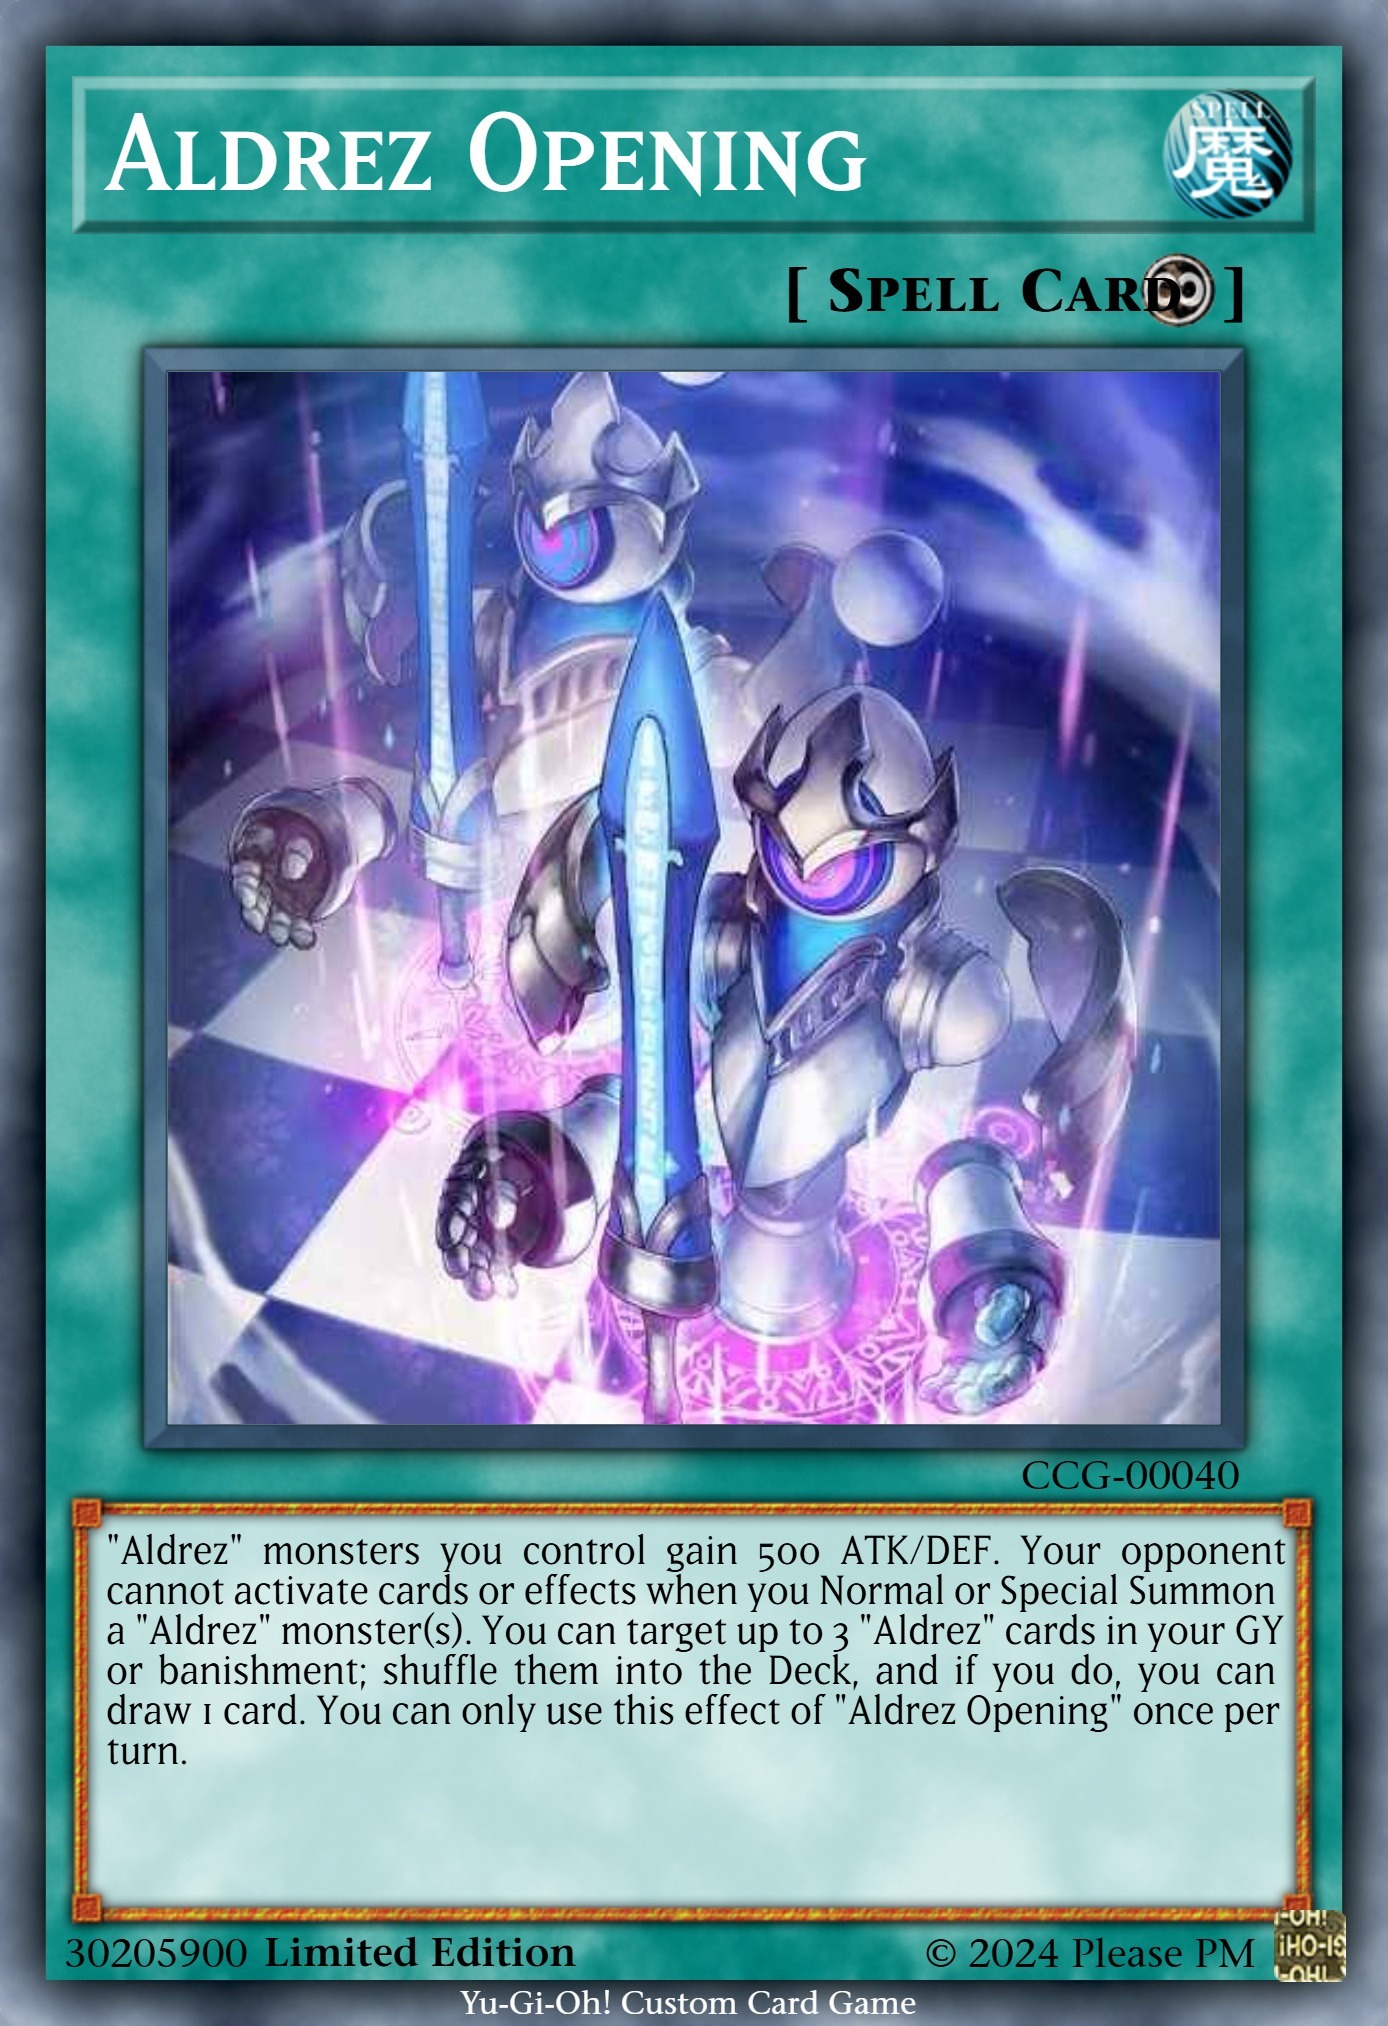 ALDREZ OPENING
SPELL
魔
[ SPELL CARD ]
CCG-00040
"Aldrez" monsters you control gain 500 ATK/DEF. Your opponent
cannot activate cards or effects when you Normal or Special Summon
a "Aldrez" monster(s). You can target up to 3 "Aldrez" cards in your GY
or banishment; shuffle them into the Deck, and if you do, you can
draw 1 card. You can only use this effect of "Aldrez Opening" once per
turn.
30205900 Limited Edition
© 2024 Please PM
Yu-Gi-Oh! Custom Card Game